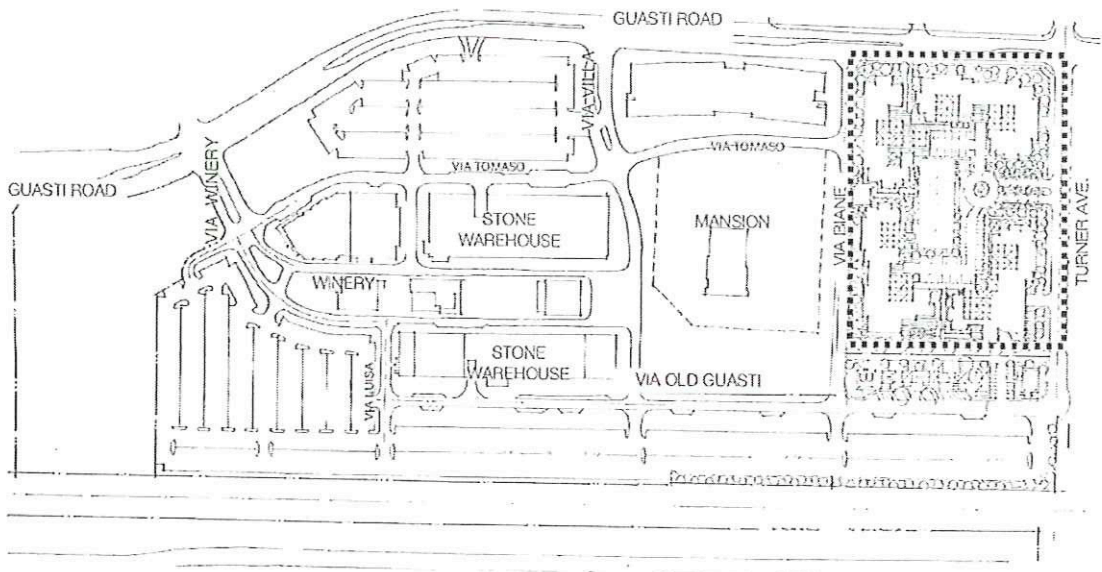 GUASTI ROAD
VIA VILLA
VIA TOMASO
VIA TOMASO
GUASTI ROAD
VIA WINERY
STONE
WAREHOUSE
MANSION
VIA PIANE
TURNER AVE.
WINERY
STONE
WAREHOUSE
VIA LUISA
VIA OLD GUASTI